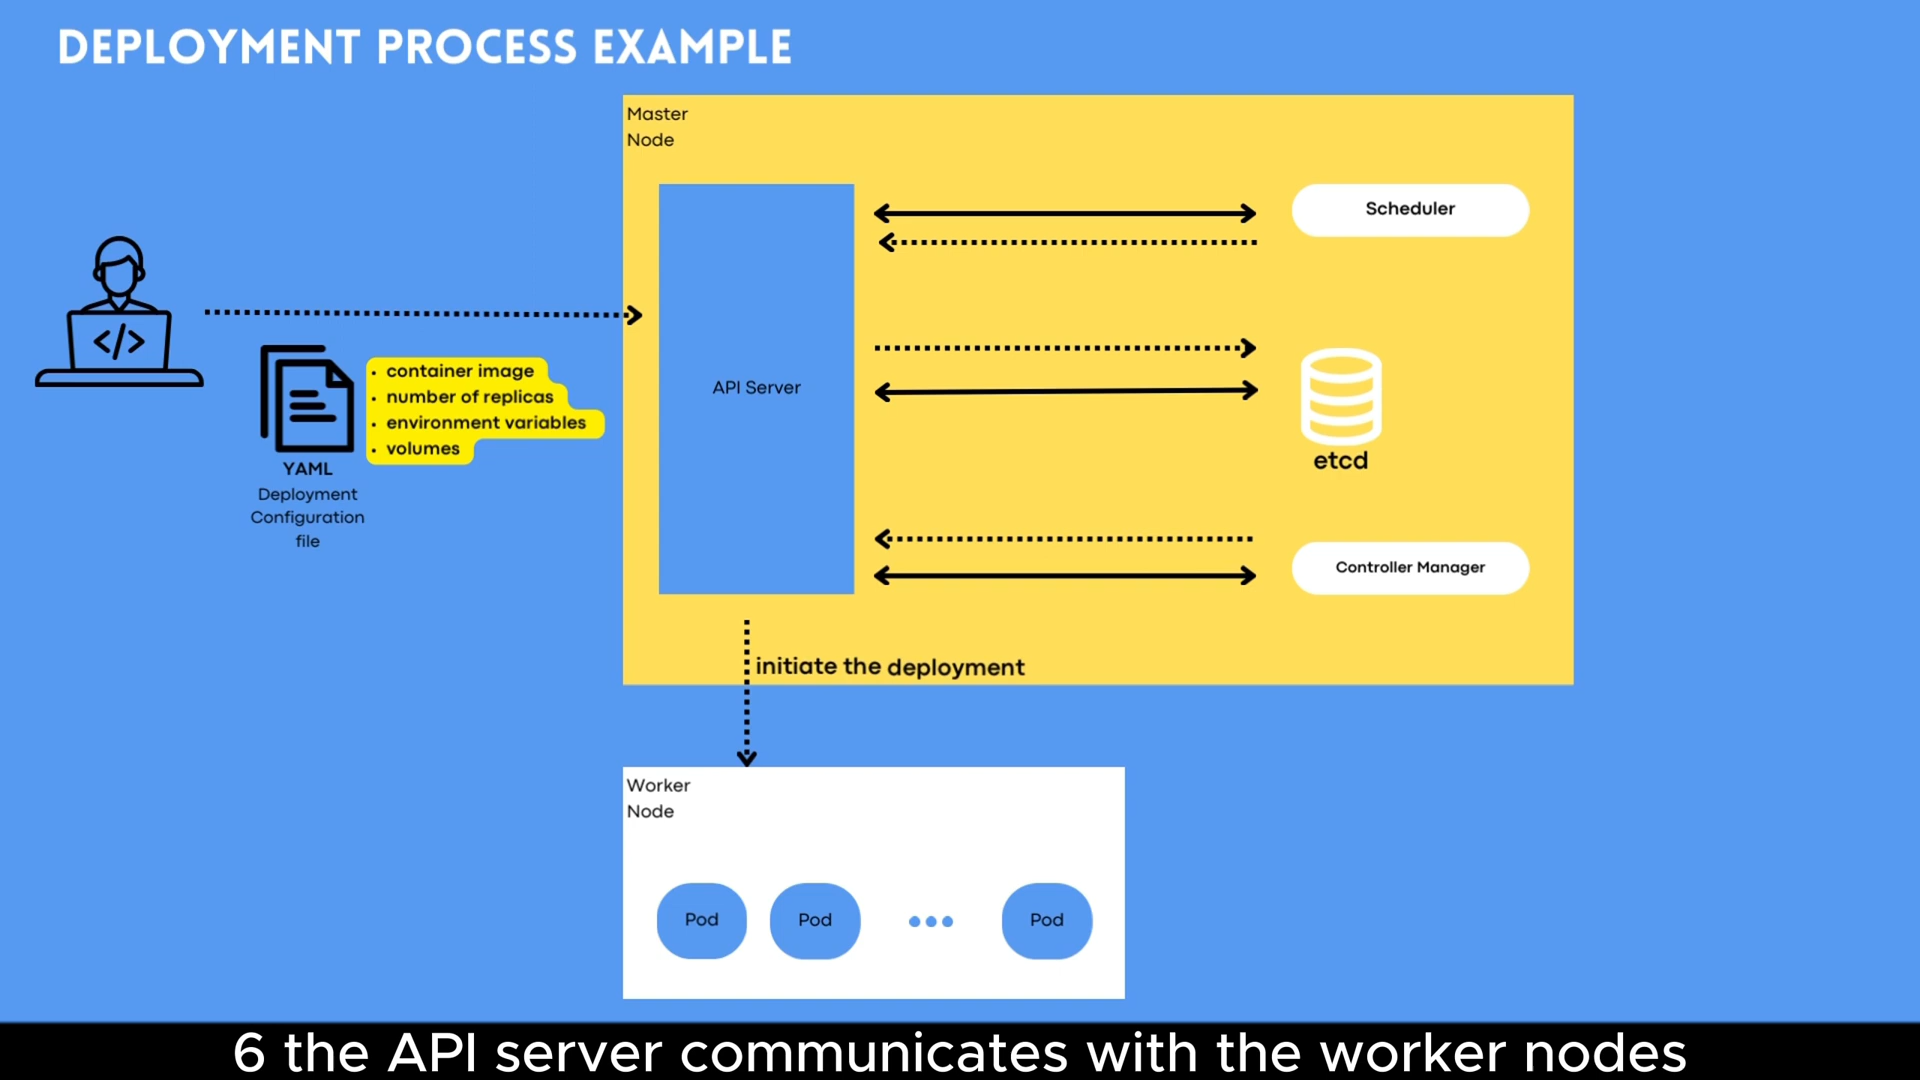 DEPLOYMENT PROCESS EXAMPLE
Master
Node
Scheduler
</>
• container image
• number of replicas
• environment variables
• volumes
API Server
YAML
Deployment
Configuration
file
etcd
Controller Manager
initiate the deployment
Worker
Node
Pod
Pod
Pod
6 the API server communicates with the worker nodes